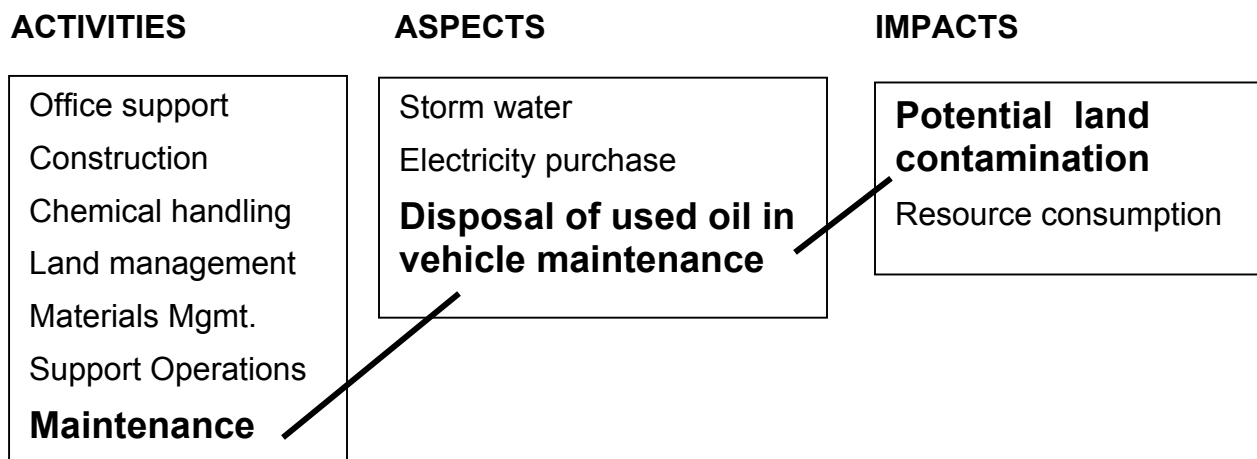 ACTIVITIES
ASPECTS
IMPACTS
Office support
Construction
Chemical handling
Land management
Materials Mgmt.
Support Operations
Maintenance
Storm water
Electricity purchase
Disposal of used oil in
vehicle maintenance
Potential land
contamination
Resource consumption